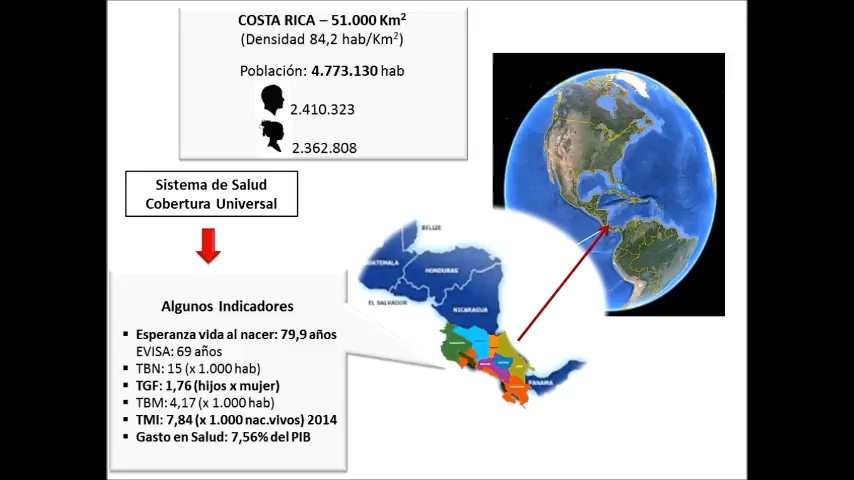 COSTA RICA – 51.000 Km²
(Densidad 84,2 hab/Km²)
Población: 4.773.130 hab
2.410.323
2.362.808
Sistema de Salud
Cobertura Universal
Algunos Indicadores
▪ Esperanza vida al nacer: 79,9 años
EVISA: 69 años
▪ TBN: 15 (x 1.000 hab)
▪ TGF: 1,76 (hijos x mujer)
▪ TBM: 4,17 (x 1.000 hab)
▪ TMI: 7,84 (x 1.000 nac.vivos) 2014
▪ Gasto en Salud: 7,56% del PIB
BELIZE
GUATEMALA
HONDURAS
EL SALVADOR
NICARAGUA
PANAMA